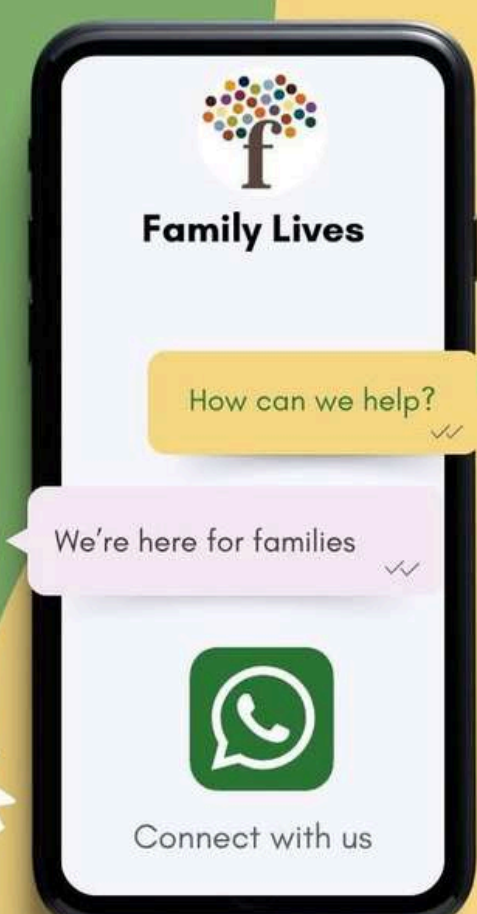 f
Family Lives
How can we help?
We're here for families
Connect with us